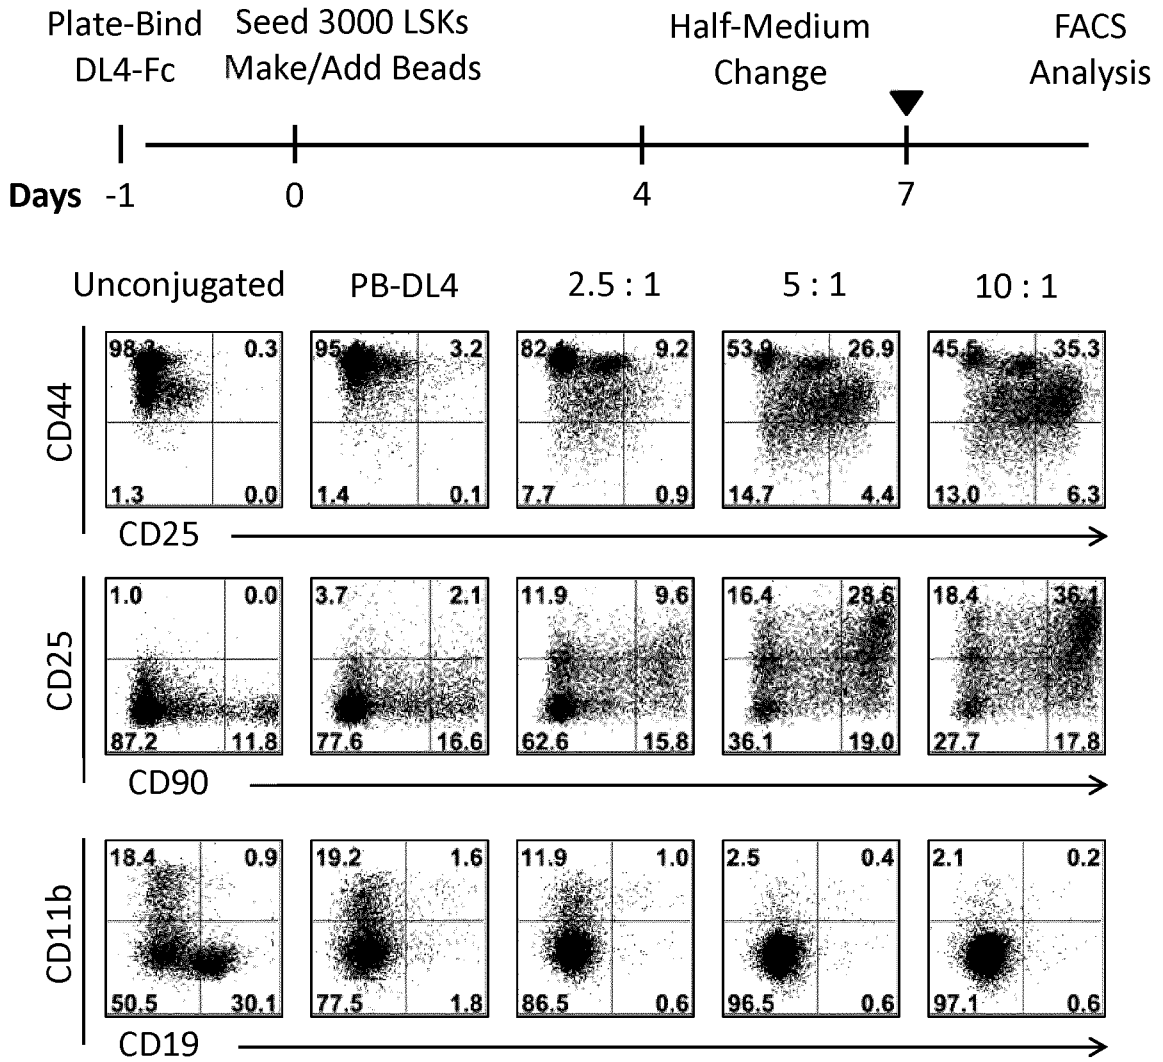 Plate-Bind Seed 3000 LSKs Half-Medium FACS
DL4-Fc Make/Add Beads Change Analysis
Days -1 0 4 7
Unconjugated PB-DL4 2.5 : 1 5 : 1 10 : 1
0.3 3.2 9.2 53.9 26.9 35.3
CD44
1.3 0.0 1.4 0.1 7.7 0.9 14.7 4.4 13.0 6.3
CD25
1.0 0.0 3.7 2.1 11.9 9.6 16.4 28.6 18.4 36.1
CD25
87.2 11.8 77.6 16.6 62.6 15.8 36.1 19.0 27.7 17.8
CD90
18.4 0.9 19.2 1.6 11.9 1.0 2.5 0.4 2.1 0.2
CD11b
50.5 30.1 77.5 1.8 86.5 0.6 96.5 0.6 97.1 0.6
CD19